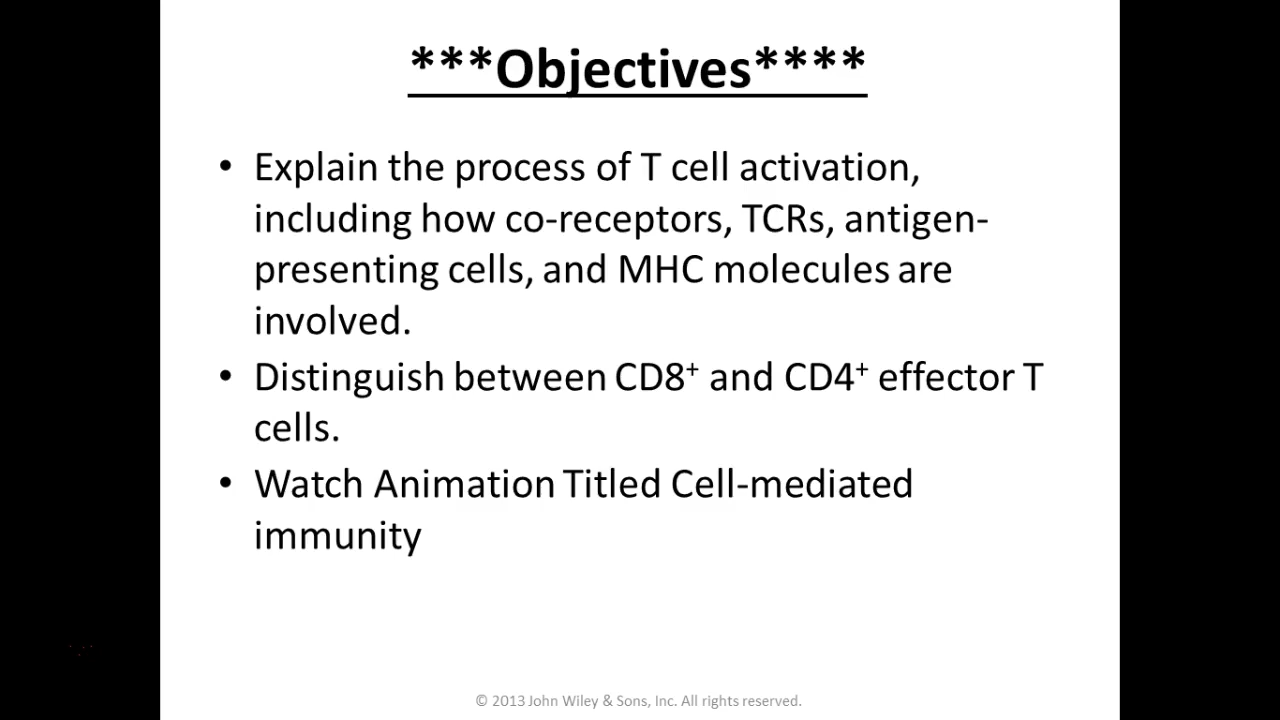 ***Objectives****
• Explain the process of T cell activation,
including how co-receptors, TCRs, antigen-
presenting cells, and MHC molecules are
involved.
• Distinguish between CD8⁺ and CD4⁺ effector T
cells.
• Watch Animation Titled Cell-mediated
immunity
© 2013 John Wiley & Sons, Inc. All rights reserved.